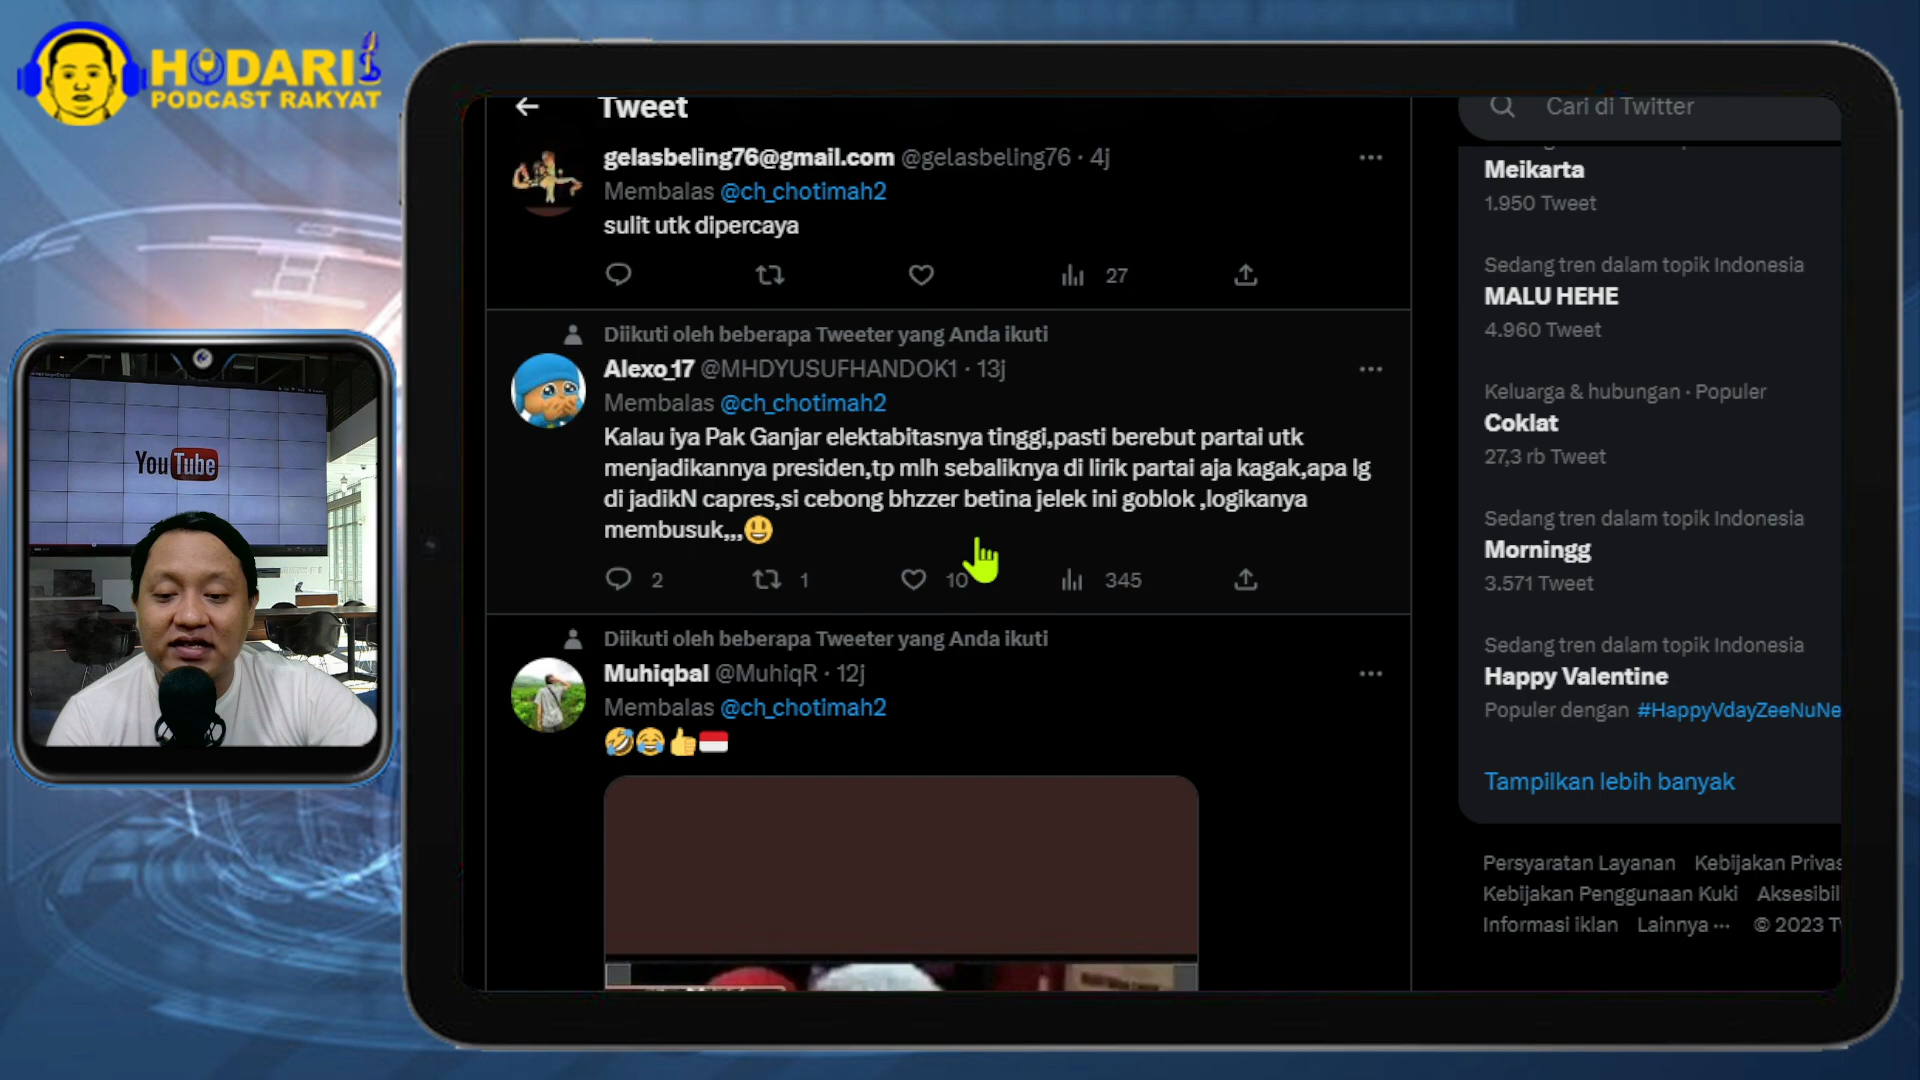 HODARI
PODCAST RAKYAT
YouTube
Tweet
gelasbeling76@gmail.com @gelasbeling76 · 4j
Membalas @ch_chotimah2
sulit utk dipercaya
27
Diikuti oleh beberapa Tweeter yang Anda ikuti
Alexo_17 @MHDYUSUFHANDOK1 · 13j
Membalas @ch_chotimah2
Kalau iya Pak Ganjar elektabitasnya tinggi,pasti berebut partai utk
menjadikannya presiden,tp mlh sebaliknya di lirik partai aja kagak,apa lg
di jadikN capres,si cebong bhzzer betina jelek ini goblok ,logikanya
membusuk,,,😃
2 1 10 345
Diikuti oleh beberapa Tweeter yang Anda ikuti
Muhiqbal @MuhiqR · 12j
Membalas @ch_chotimah2
🤣😂👍🇮🇩
Cari di Twitter
Meikarta
1.950 Tweet
Sedang tren dalam topik Indonesia
MALU HEHE
4.960 Tweet
Keluarga & hubungan · Populer
Coklat
27,3 rb Tweet
Sedang tren dalam topik Indonesia
Morningg
3.571 Tweet
Sedang tren dalam topik Indonesia
Happy Valentine
Populer dengan #HappyVdayZeeNuNe
Tampilkan lebih banyak
Persyaratan Layanan Kebijakan Privas
Kebijakan Penggunaan Kuki Aksesibil
Informasi iklan Lainnya ··· © 2023 Tw